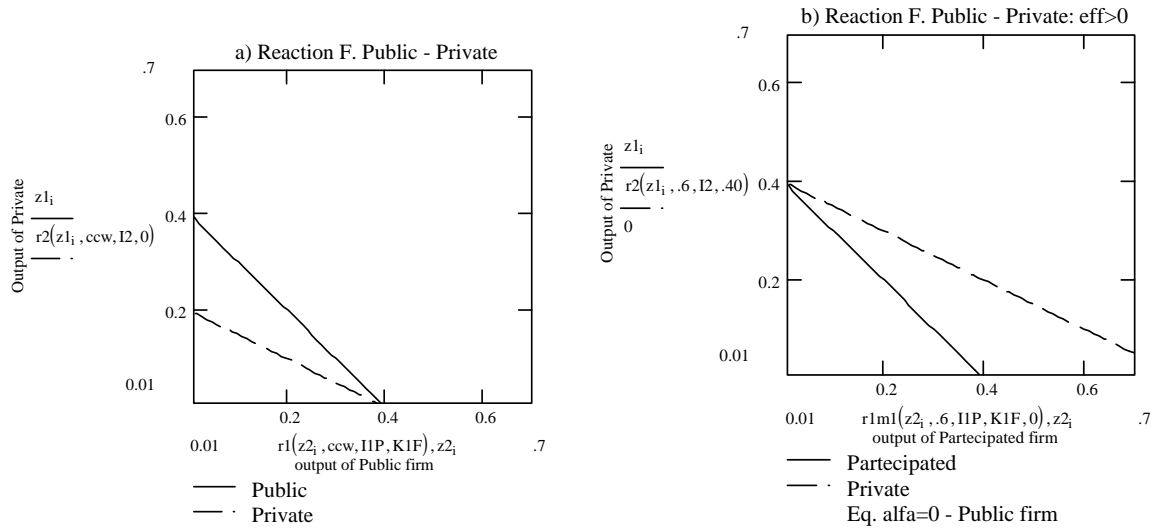 a) Reaction F. Public - Private
.7
0.6
0.4
0.2
0.01
Output of Private
z1i
r2(z1i , ccw, I2, 0)
0.2
0.4
0.6
0.01
r1(z2i , ccw, I1P, K1F) , z2i
.7
output of Public firm
Public
Private
b) Reaction F. Public - Private: eff>0
.7
0.6
0.4
0.2
0.01
Output of Private
z1i
r2(z1i , .6, I2, .40)
0
0.2
0.4
0.6
0.01
r1m1(z2i , .6, I1P, K1F, 0) , z2i
.7
output of Partecipated firm
Partecipated
Private
Eq. alfa=0 - Public firm